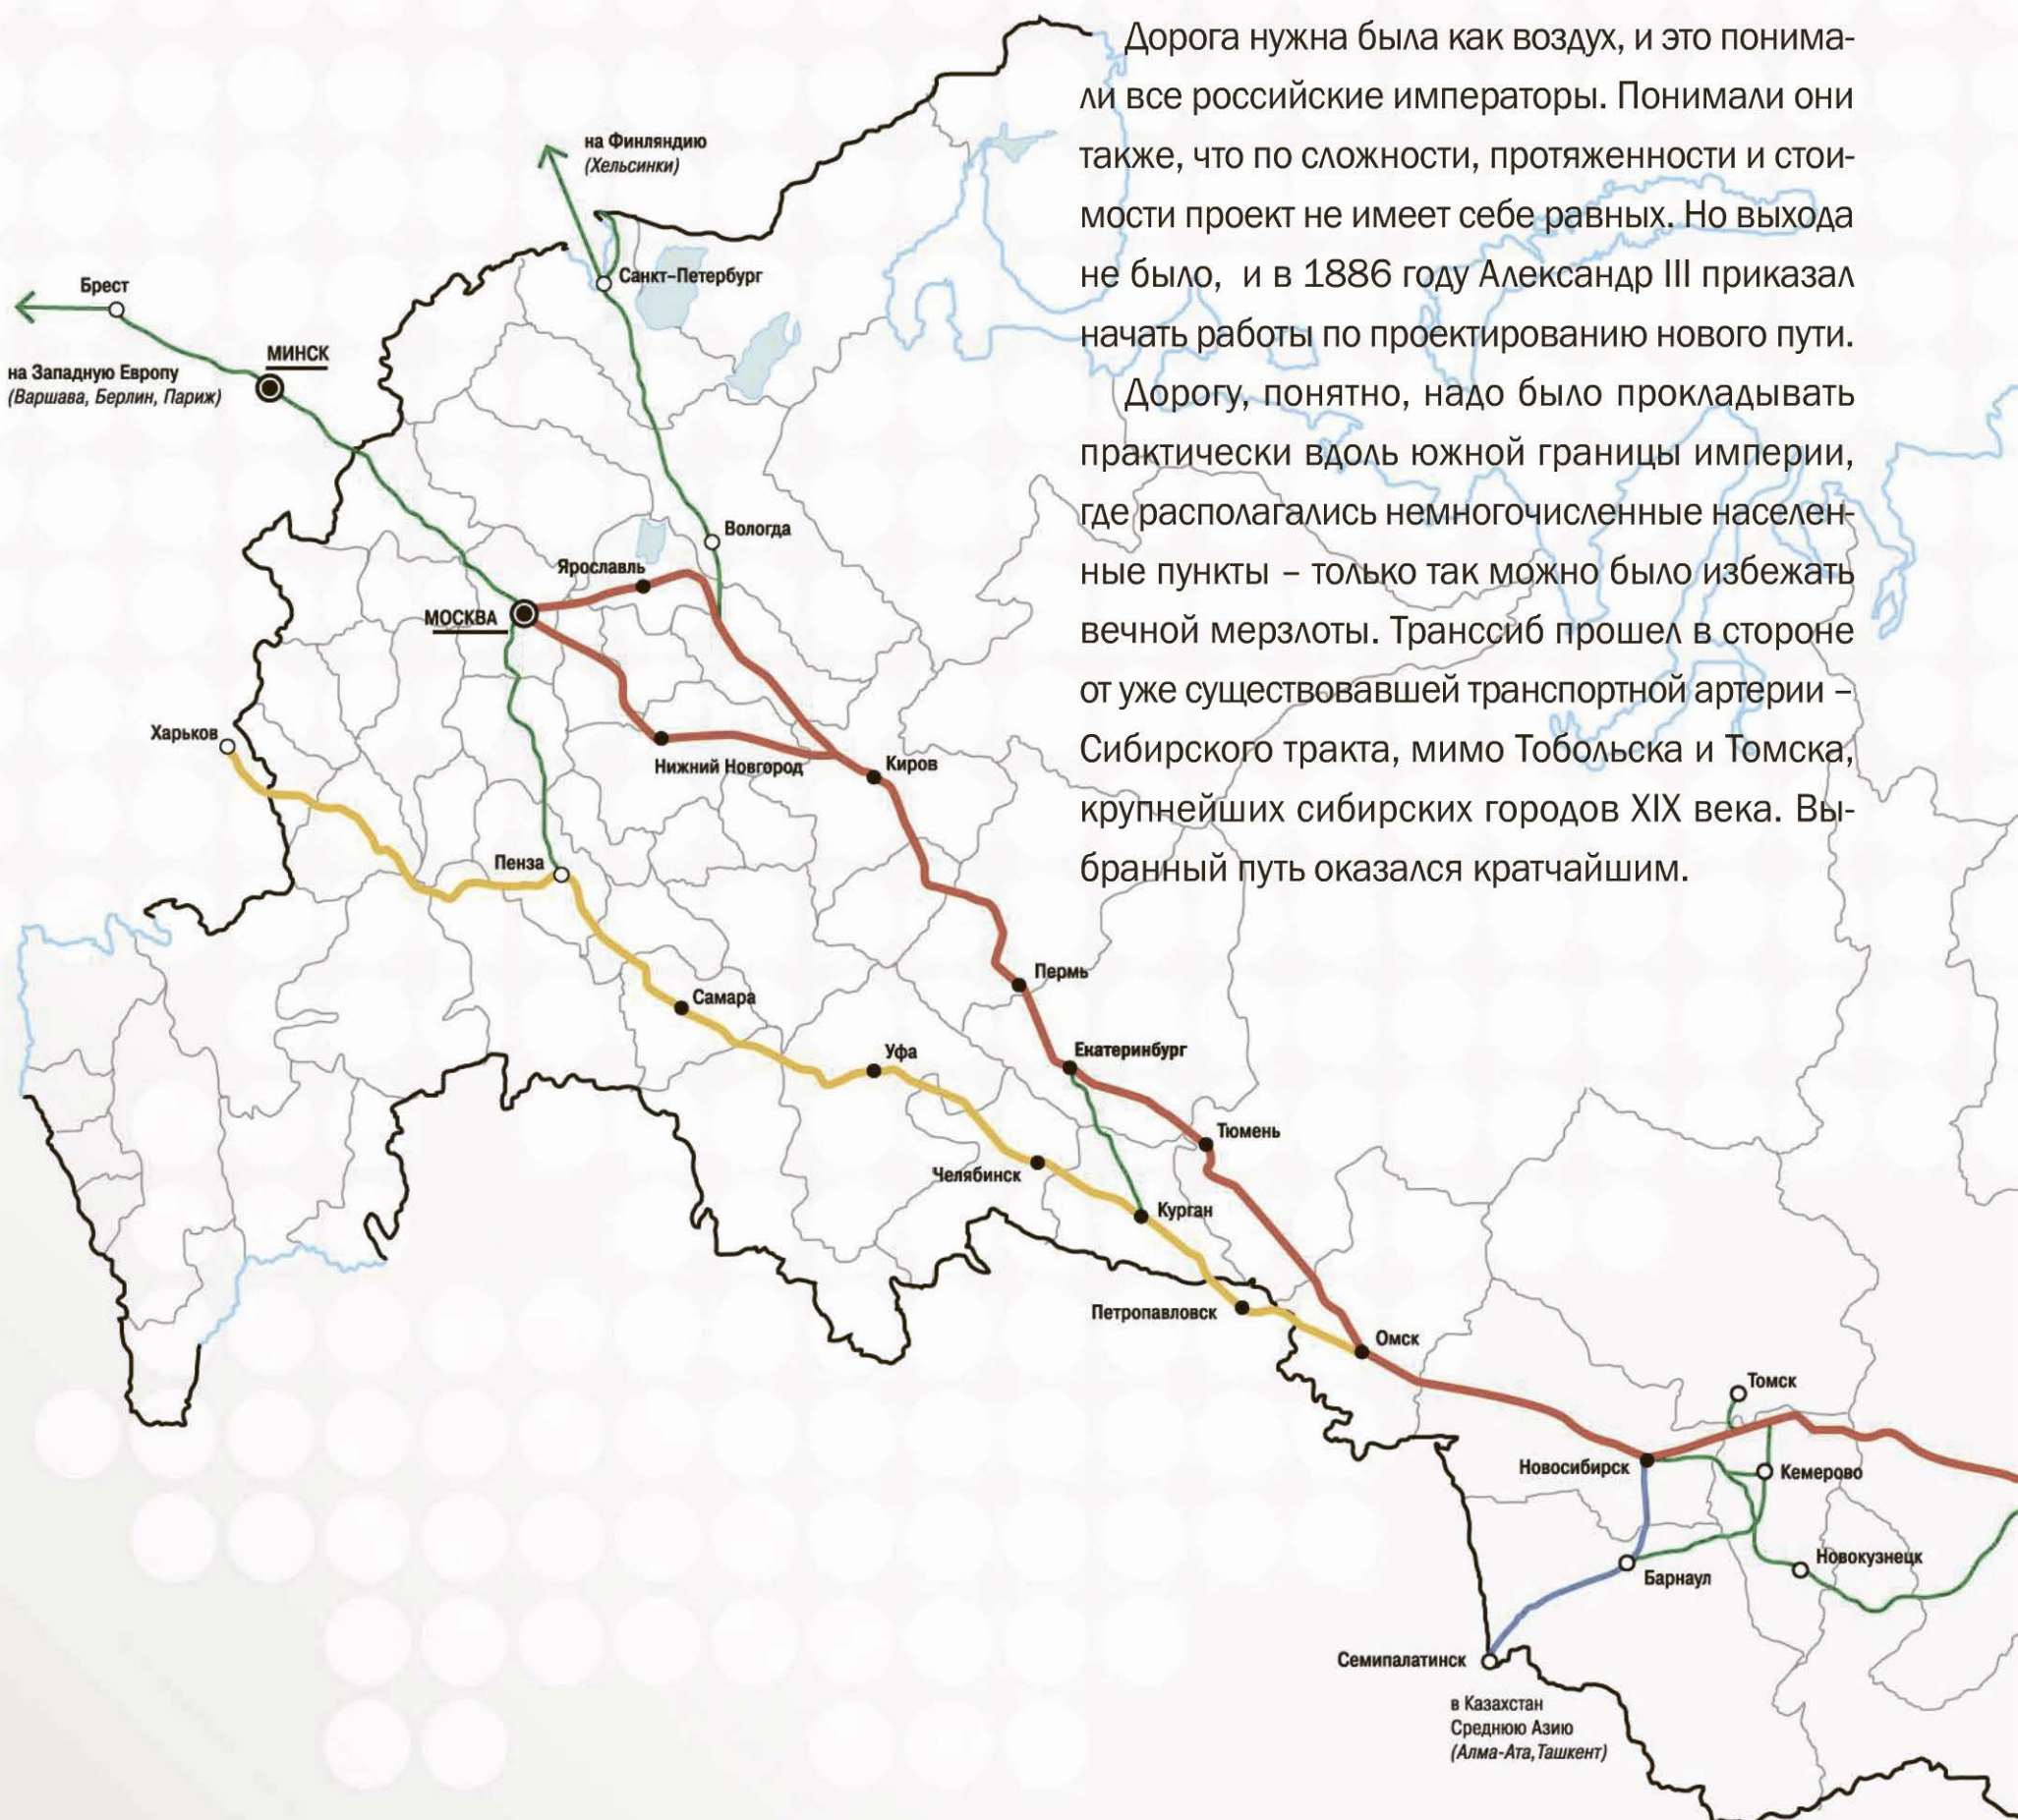 Дорога нужна была как воздух, и это понима-
ли все российские императоры. Понимали они
также, что по сложности, протяженности и стои-
мости проект не имеет себе равных. Но выхода
не было, и в 1886 году Александр III приказал
начать работы по проектированию нового пути.
Дорогу, понятно, надо было прокладывать
практически вдоль южной границы империи,
где располагались немногочисленные населен-
ные пункты – только так можно было избежать
вечной мерзлоты. Транссиб прошел в стороне
от уже существовавшей транспортной артерии –
Сибирского тракта, мимо Тобольска и Томска,
крупнейших сибирских городов XIX века. Вы-
бранный путь оказался кратчайшим.
на Финляндию
(Хельсинки)
Санкт-Петербург
Брест
МИНСК
на Западную Европу
(Варшава, Берлин, Париж)
Вологда
Ярославль
МОСКВА
Харьков
Нижний Новгород
Киров
Пенза
Пермь
Самара
Уфа
Екатеринбург
Тюмень
Челябинск
Курган
Петропавловск
Омск
Томск
Новосибирск
Кемерово
Новокузнецк
Барнаул
Семипалатинск
в Казахстан
Среднюю Азию
(Алма-Ата,Ташкент)